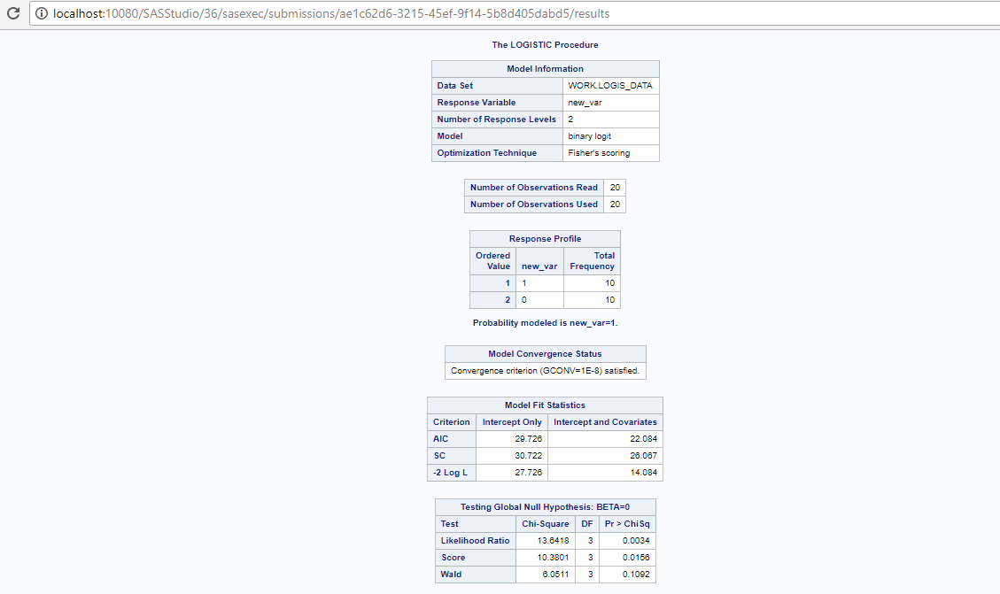 localhost:10080/SASStudio/36/sasexec/submissions/ae1c62d6-3215-45ef-9f14-5b8d405dabd5/results
The LOGISTIC Procedure
Model Information
Data Set WORK.LOGIS_DATA
Response Variable new_var
Number of Response Levels 2
Model binary logit
Optimization Technique Fisher's scoring
Number of Observations Read 20
Number of Observations Used 20
Response Profile
Ordered Value new_var Total Frequency
1 1 10
2 0 10
Probability modeled is new_var=1.
Model Convergence Status
Convergence criterion (GCONV=1E-8) satisfied.
Model Fit Statistics
Criterion Intercept Only Intercept and Covariates
AIC 29.726 22.084
SC 30.722 26.067
-2 Log L 27.726 14.084
Testing Global Null Hypothesis: BETA=0
Test Chi-Square DF Pr > ChiSq
Likelihood Ratio 13.6418 3 0.0034
Score 10.3801 3 0.0156
Wald 6.0511 3 0.1092